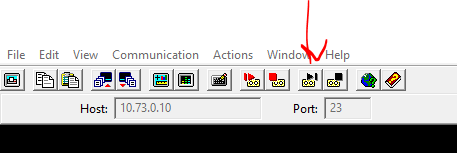 File Edit View Communication Actions Window Help
Host: 10.73.0.10 Port: 23